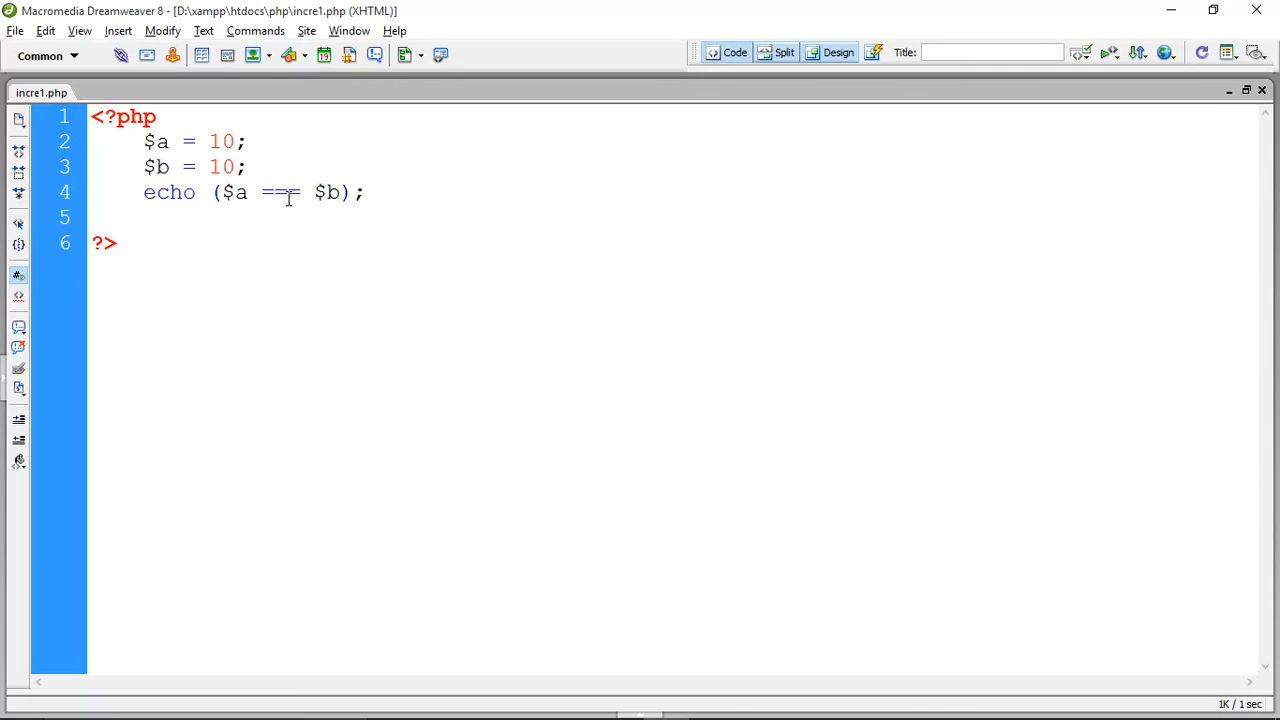 Macromedia Dreamweaver 8 - [D:\xampp\htdocs\php\incre1.php (XHTML)]
File Edit View Insert Modify Text Commands Site Window Help
Common Code Split Design Title:
incre1.php
1 <?php
2 $a = 10;
3 $b = 10;
4 echo ($a === $b);
5
6 ?>
1K / 1 sec